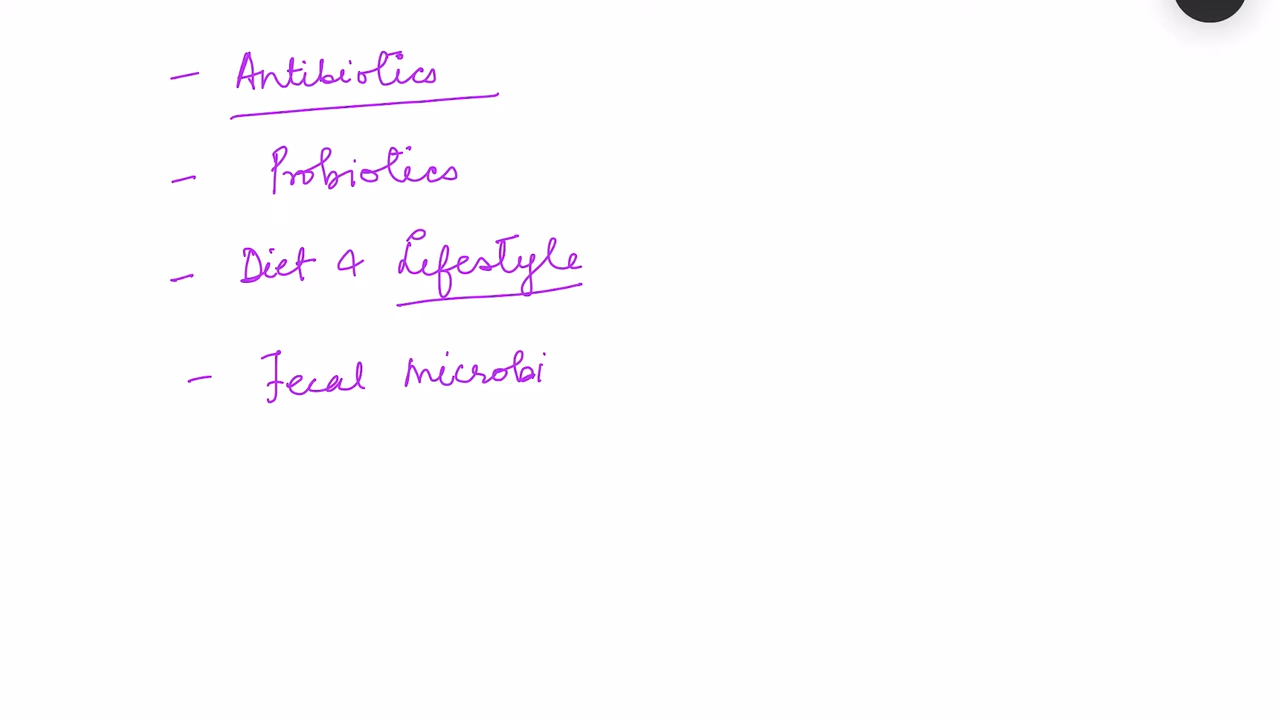 - Antibiotics
- Probiotics
- Diet & Lifestyle
- Fecal Microbi